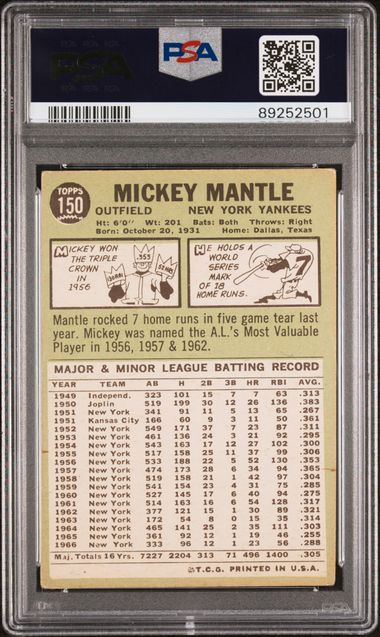 PSA
PSA
89252501
TOPPS
150
MICKEY MANTLE
OUTFIELD NEW YORK YANKEES
Ht: 6'0" Wt: 201 Bats: Both Throws: Right
Born: October 20, 1931 Home: Dallas, Texas
MICKEY WON
THE TRIPLE
CROWN
IN
1956
.353
52 HRS
HE HOLDS A
WORLD
SERIES
MARK
OF 18
HOME RUNS.
7
Mantle rocked 7 home runs in five game tear last
year. Mickey was named the A.L.'s Most Valuable
Player in 1956, 1957 & 1962.
MAJOR & MINOR LEAGUE BATTING RECORD
YEAR TEAM AB H 2B 3B HR RBI AVG.
1949 Independ. 323 101 15 7 7 63 .313
1950 Joplin 519 199 30 12 26 136 .383
1951 New York 341 91 11 5 13 65 .267
1951 Kansas City 166 60 9 3 11 50 .361
1952 New York 549 171 37 7 23 87 .311
1953 New York 461 136 24 3 21 92 .295
1954 New York 543 163 17 12 27 102 .300
1955 New York 517 158 25 11 37 99 .306
1956 New York 533 188 22 5 52 130 .353
1957 New York 474 173 28 6 34 94 .365
1958 New York 519 158 21 1 42 97 .304
1959 New York 541 154 23 4 31 75 .285
1960 New York 527 145 17 6 40 94 .275
1961 New York 514 163 16 6 54 128 .317
1962 New York 377 121 15 1 30 89 .321
1963 New York 172 54 8 0 15 35 .314
1964 New York 465 141 25 2 35 111 .303
1965 New York 361 92 12 1 19 46 .255
1966 New York 333 96 12 1 23 56 .288
Maj. Totals 16 Yrs. 7227 2204 313 71 496 1400 .305
©T.C.G. PRINTED IN U.S.A.